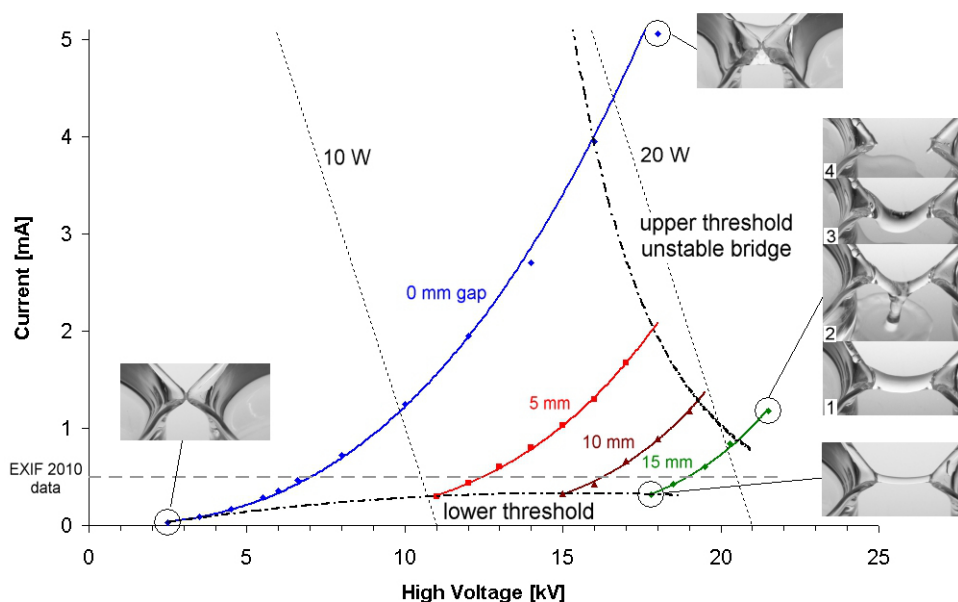 5
4
3
2
1
0
Current [mA]
EXIF 2010
data
10 W
20 W
0 mm gap
5 mm
10 mm
15 mm
upper threshold
unstable bridge
lower threshold
4
3
2
1
0
5
10
15
20
25
High Voltage [kV]